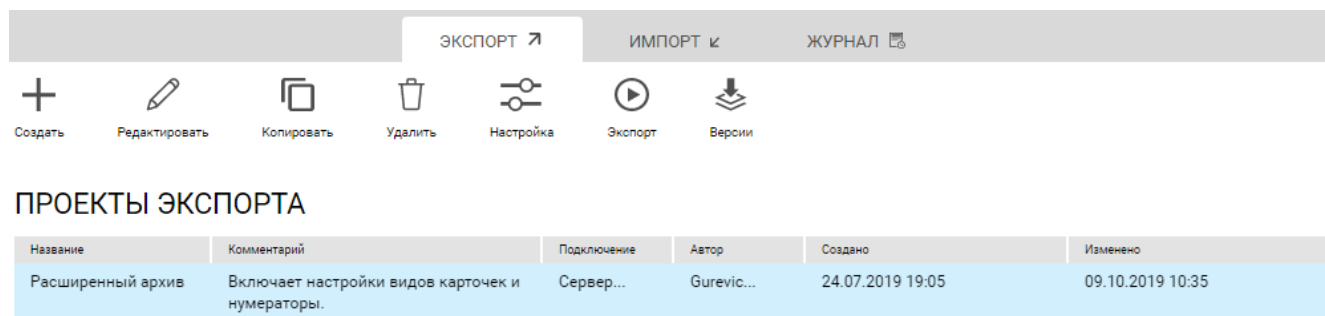 ЭКСПОРТ ИМПОРТ ЖУРНАЛ
Создать Редактировать Копировать Удалить Настройка Экспорт Версии
ПРОЕКТЫ ЭКСПОРТА
Название Комментарий Подключение Автор Создано Изменено
Расширенный архив Включает настройки видов карточек и Сервер... Gurevic... 24.07.2019 19:05 09.10.2019 10:35
нумераторы.